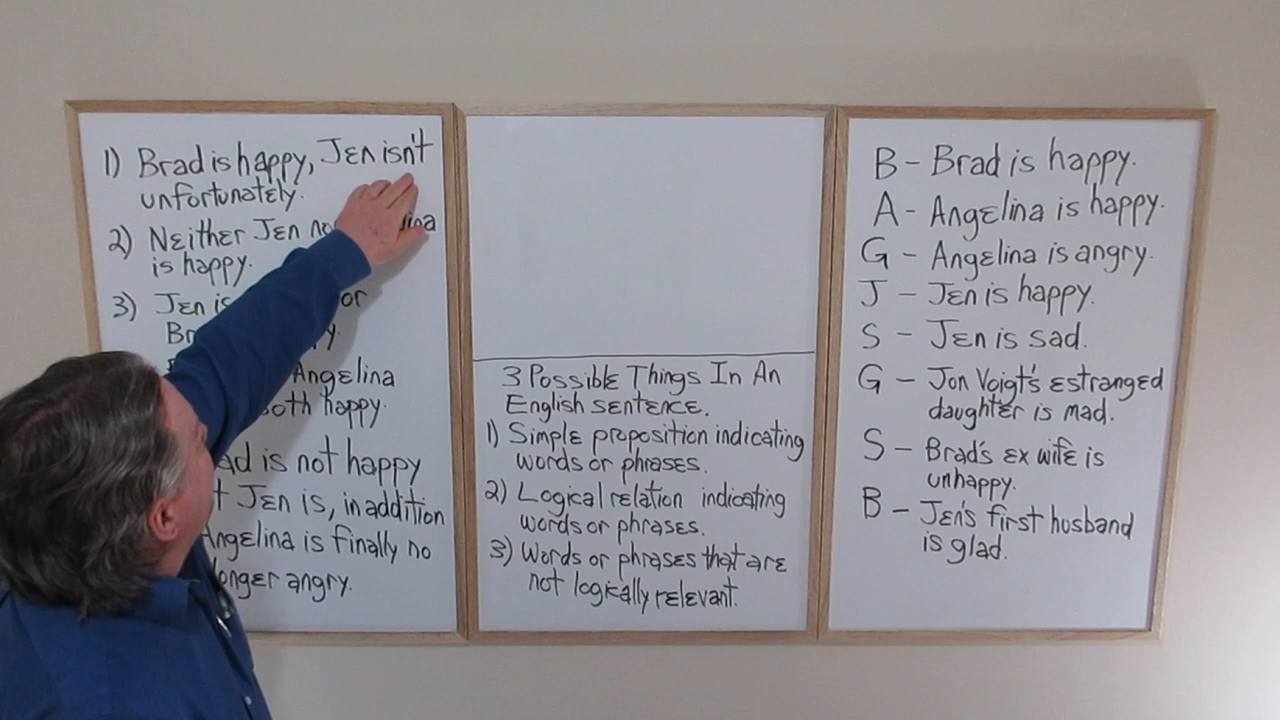 1) Brad is happy, Jen isn't
unfortunately.
2) Neither Jen
is happy.
3) Jen is or
Angelina
both happy.
is not happy
Jen is, in addition
Angelina is finally no
longer angry.
3 Possible Things In An
English sentence.
1) Simple proposition indicating
words or phrases.
2) Logical relation indicating
words or phrases.
3) Words or phrases that are
not logically relevant.
B - Brad is happy.
A - Angelina is happy.
G - Angelina is angry.
J - Jen is happy.
S - Jen is sad.
G - Jon Voigt's estranged
daughter is mad.
S - Brad's ex wife is
unhappy.
B - Jen's first husband
is glad.